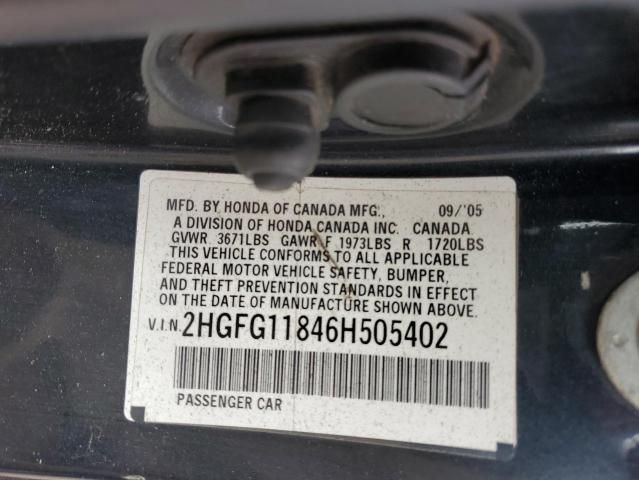 MFD. BY HONDA OF CANADA MFG., 09/'05
A DIVISION OF HONDA CANADA INC. CANADA
GVWR 3671LBS GAWR F 1973LBS R 1720LBS
THIS VEHICLE CONFORMS TO ALL APPLICABLE
FEDERAL MOTOR VEHICLE SAFETY, BUMPER,
AND THEFT PREVENTION STANDARDS IN EFFECT
ON THE DATE OF MANUFACTURE SHOWN ABOVE.
V.I.N. 2HGFG11846H505402
PASSENGER CAR